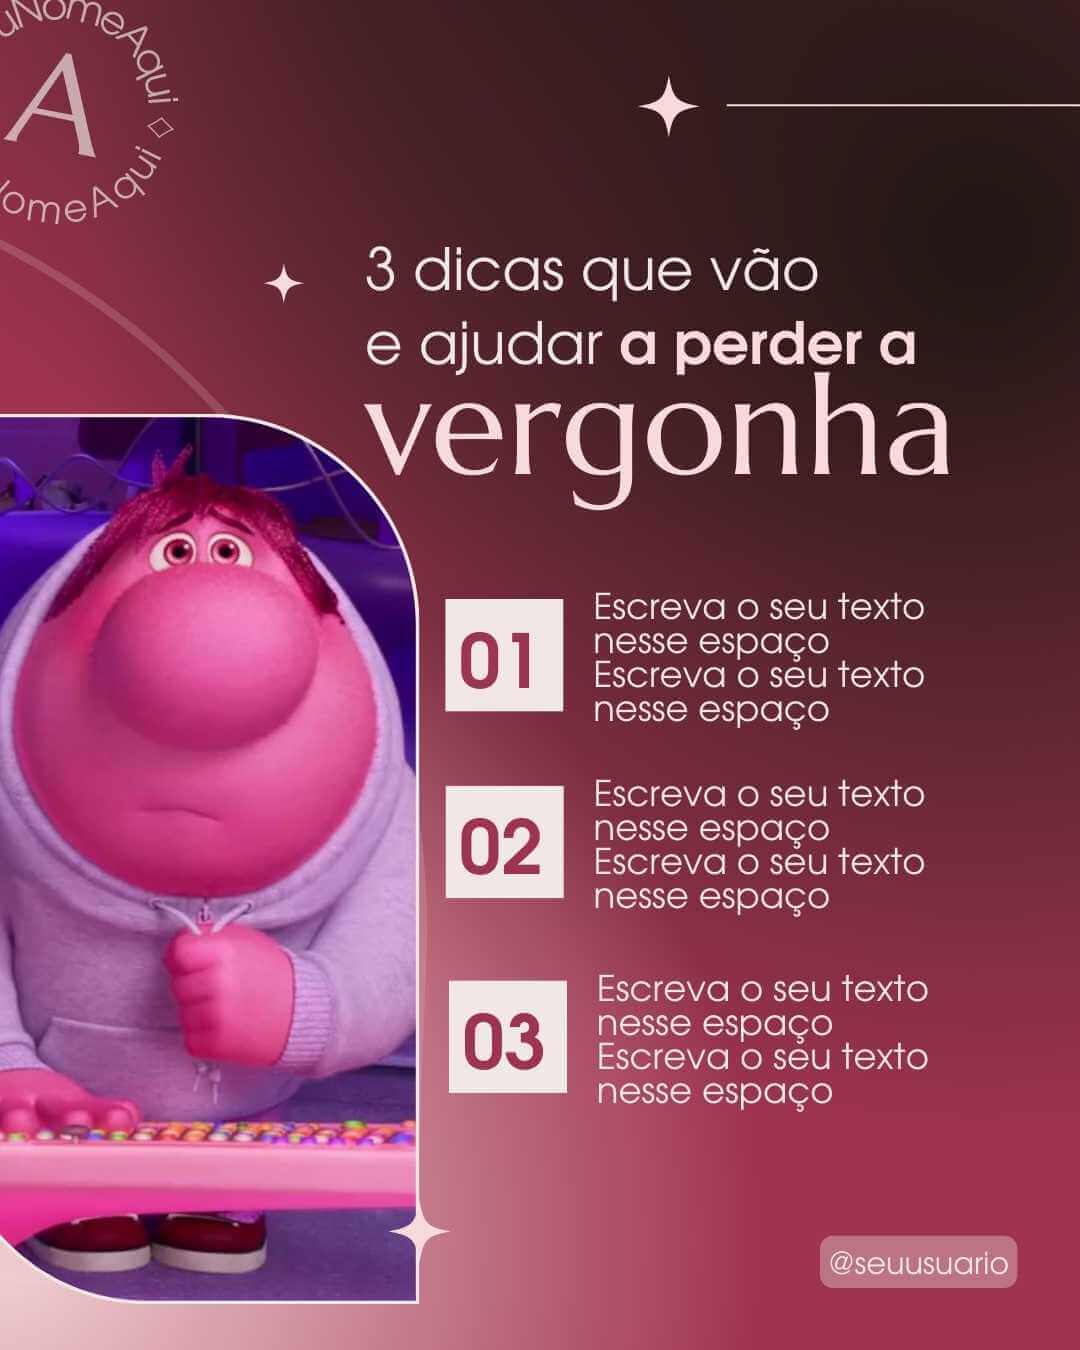 uNomeAqui ◇
A
NomeAqui
3 dicas que vão
e ajudar a perder a
vergonha
01
Escreva o seu texto
nesse espaço
Escreva o seu texto
nesse espaço
02
Escreva o seu texto
nesse espaço
Escreva o seu texto
nesse espaço
03
Escreva o seu texto
nesse espaço
Escreva o seu texto
nesse espaço
@seuusuario